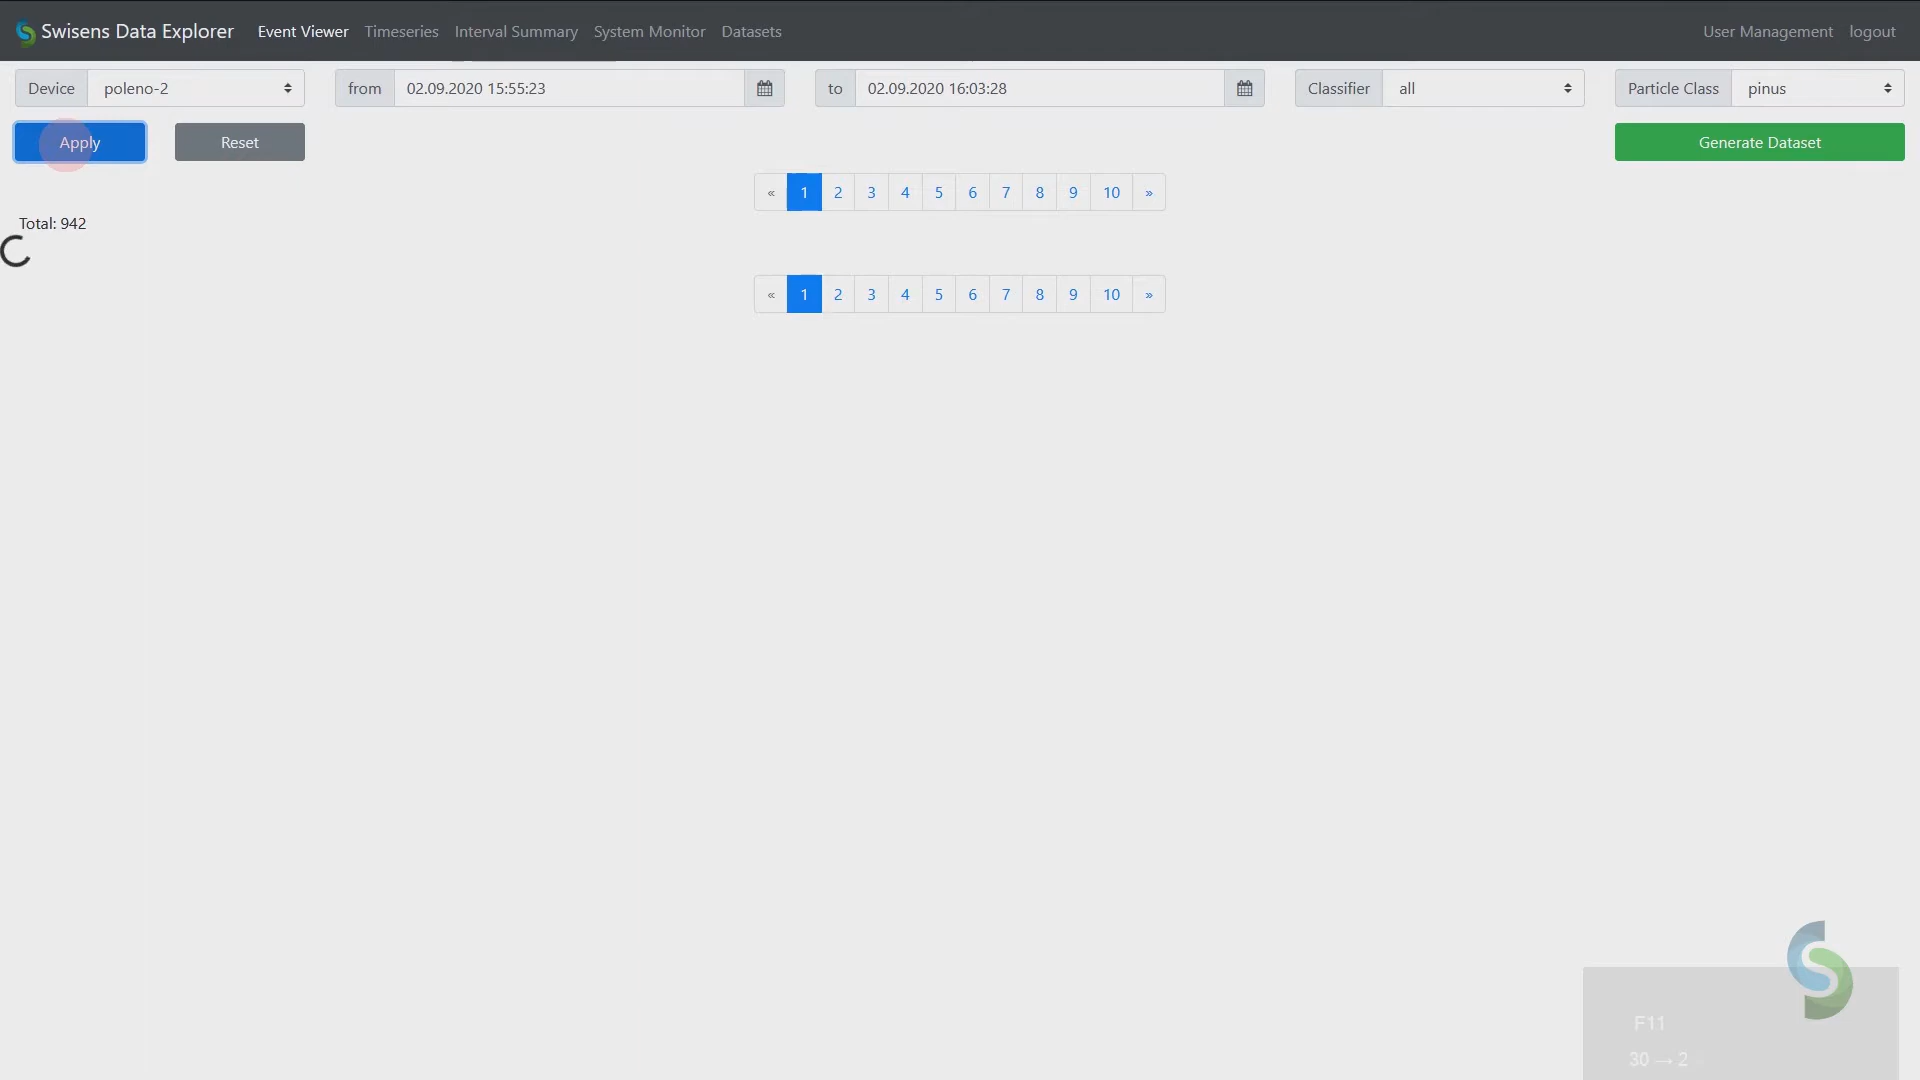 Swisens Data Explorer Event Viewer Timeseries Interval Summary System Monitor Datasets User Management logout
Device poleno-2 from 02.09.2020 15:55:23 to 02.09.2020 16:03:28 Classifier all Particle Class pinus
Apply Reset Generate Dataset
« 1 2 3 4 5 6 7 8 9 10 »
Total: 942
« 1 2 3 4 5 6 7 8 9 10 »
F11
30 → 2